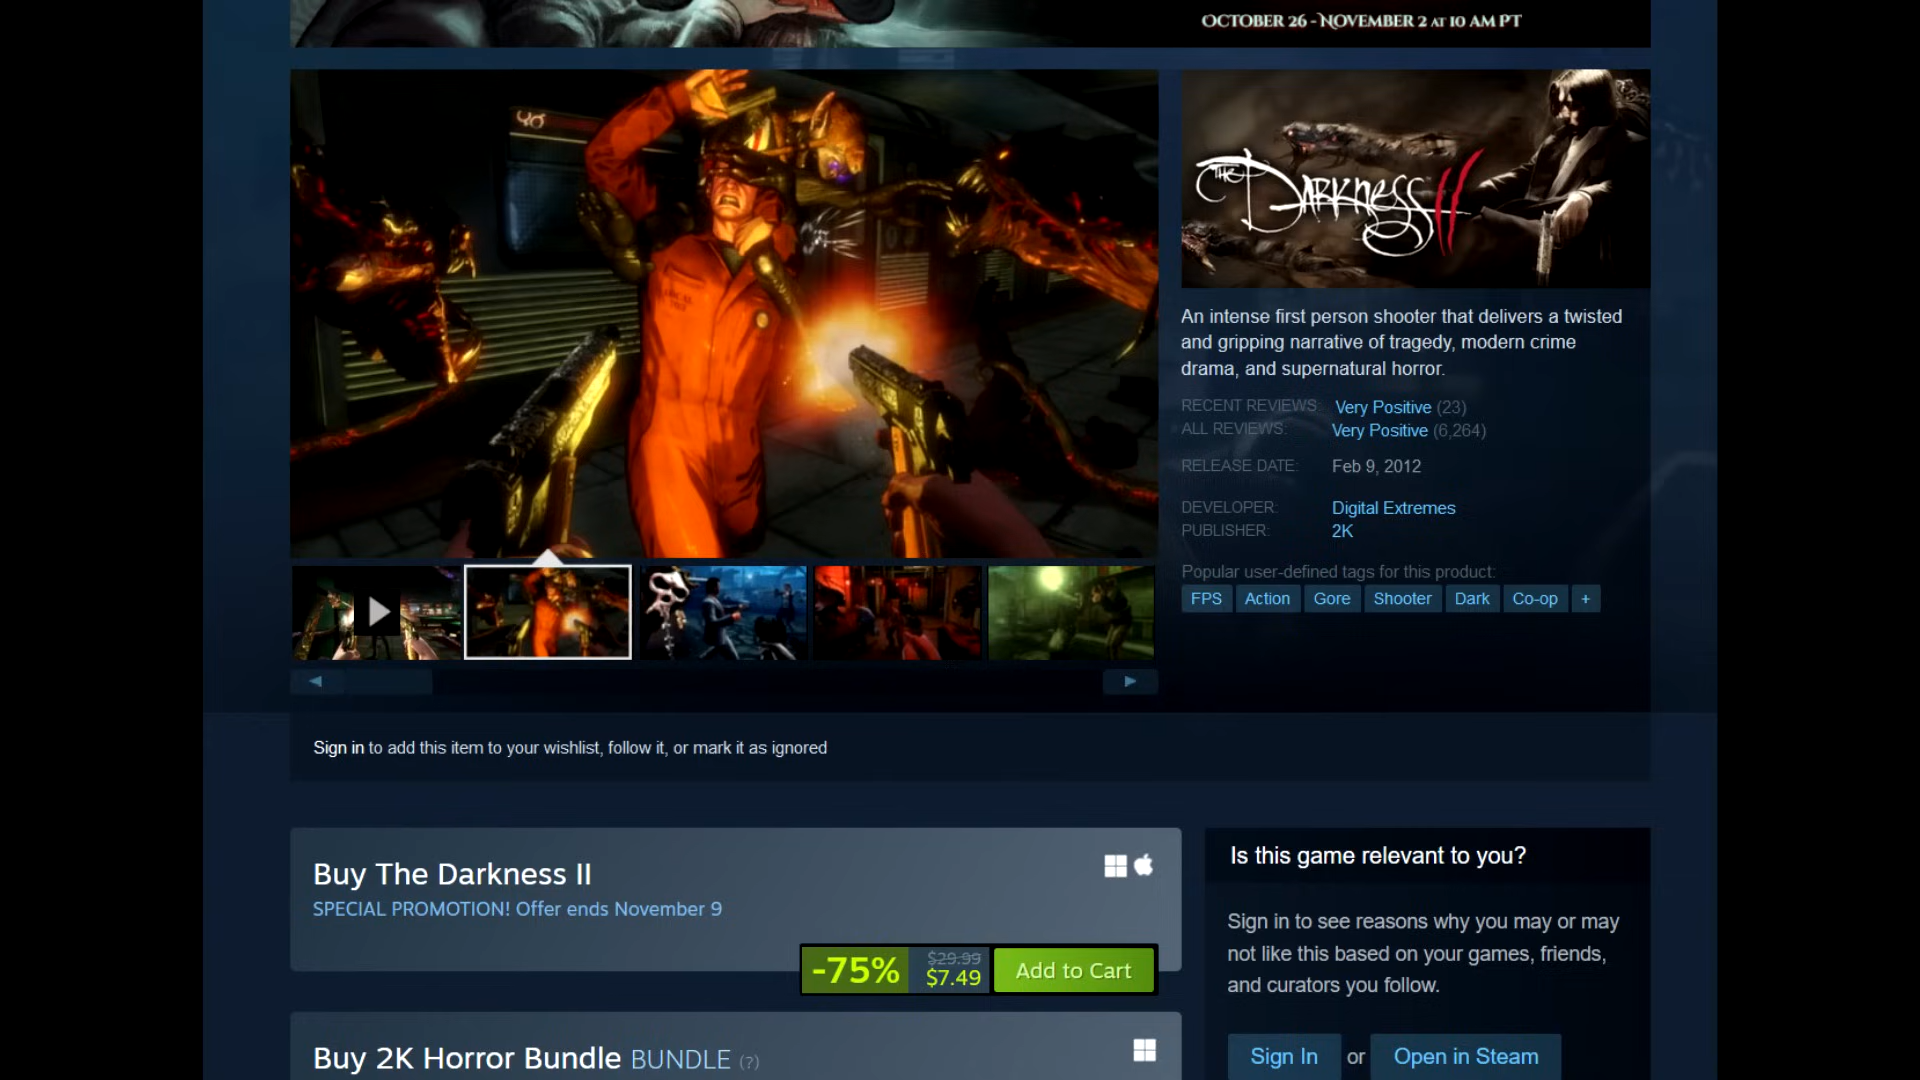 OCTOBER 26 - NOVEMBER 2 AT 10 AM PT
THE DARKNESS II
An intense first person shooter that delivers a twisted
and gripping narrative of tragedy, modern crime
drama, and supernatural horror.
RECENT REVIEWS: Very Positive (23)
ALL REVIEWS: Very Positive (6,264)
RELEASE DATE: Feb 9, 2012
DEVELOPER: Digital Extremes
PUBLISHER: 2K
Popular user-defined tags for this product:
FPS Action Gore Shooter Dark Co-op +
Sign in to add this item to your wishlist, follow it, or mark it as ignored
Buy The Darkness II
SPECIAL PROMOTION! Offer ends November 9
-75% $29.99 $7.49 Add to Cart
Buy 2K Horror Bundle BUNDLE (?)
Is this game relevant to you?
Sign in to see reasons why you may or may
not like this based on your games, friends,
and curators you follow.
Sign In or Open in Steam